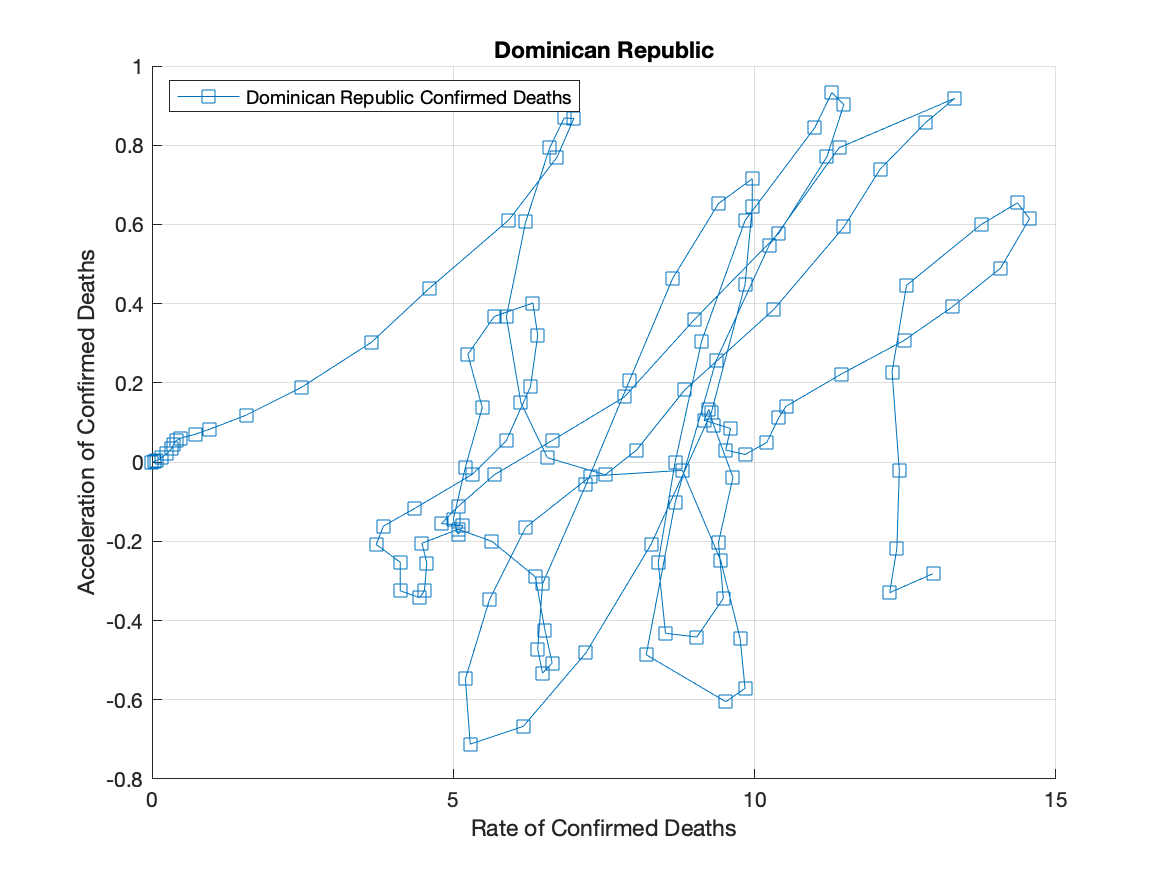 Dominican Republic
Dominican Republic Confirmed Deaths
1
0.8
0.6
0.4
0.2
0
-0.2
-0.4
-0.6
-0.8
Acceleration of Confirmed Deaths
0 5 10 15
Rate of Confirmed Deaths